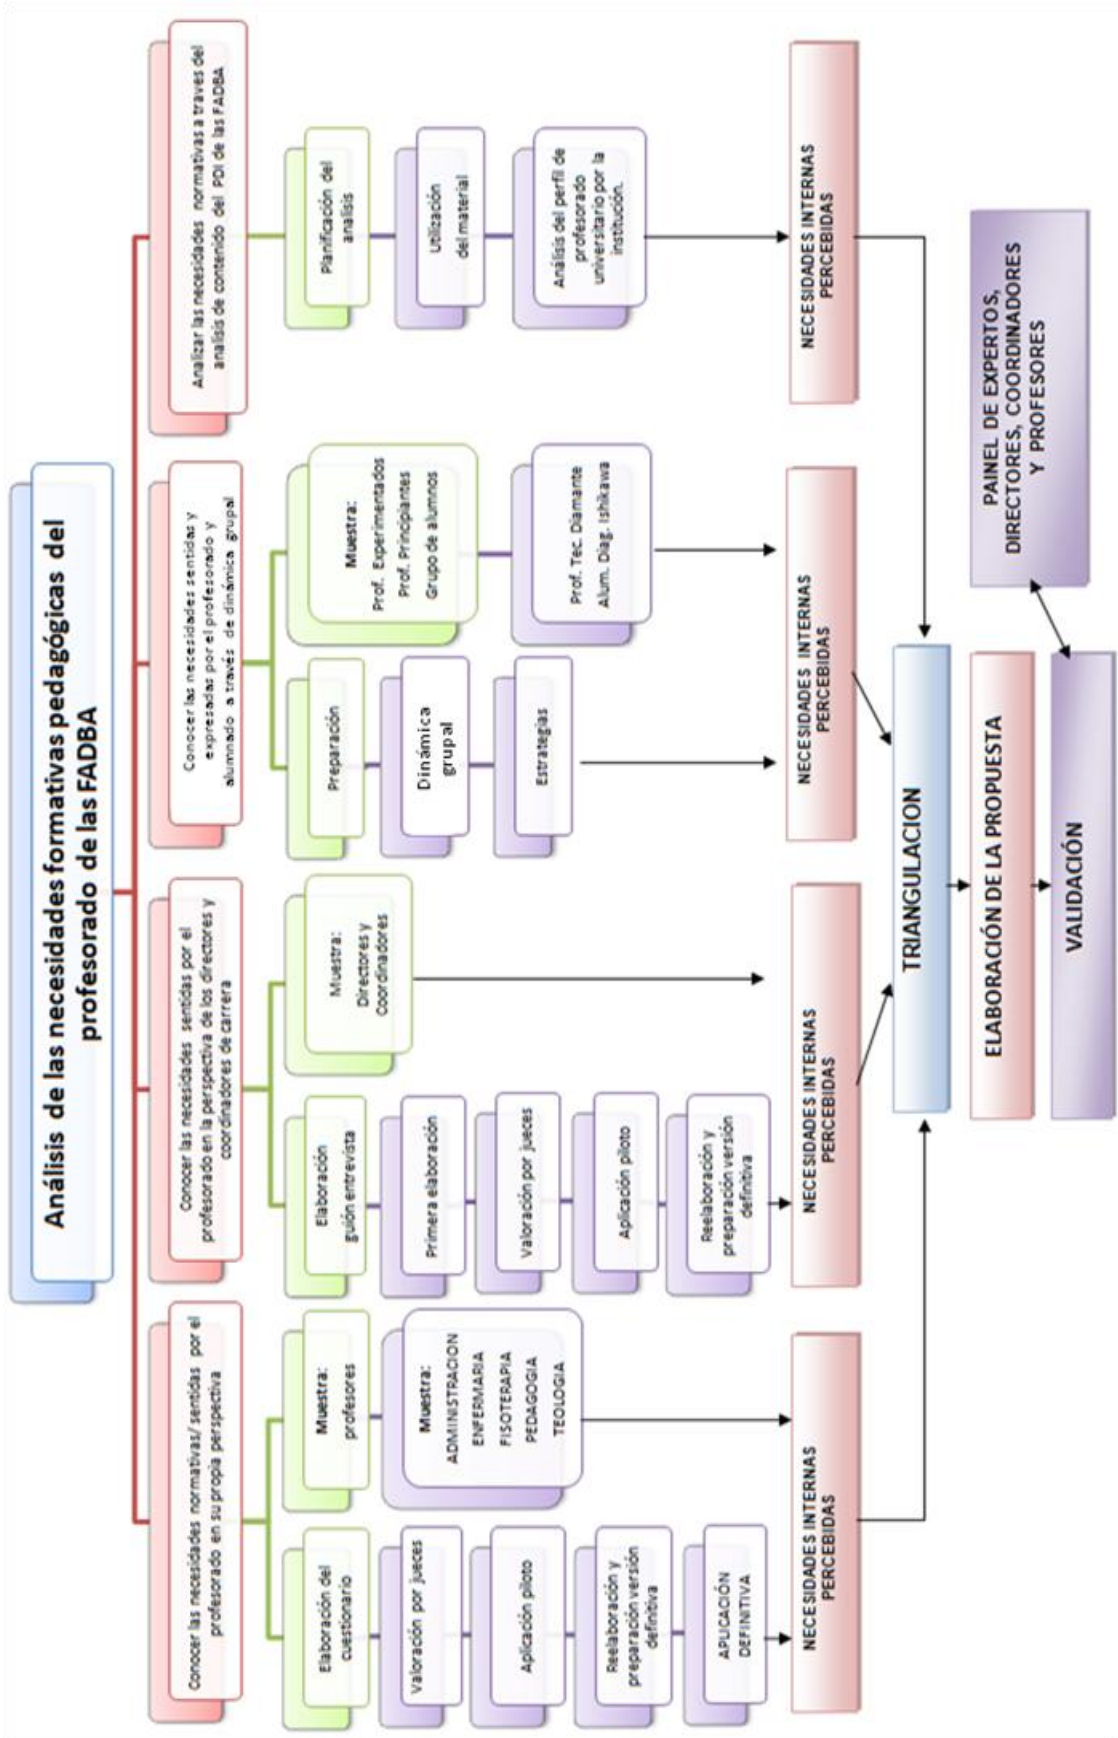 Análisis de las necesidades formativas pedagógicas del
profesorado de las FADBA
Conocer las necesidades normativas/ sentidas por el
profesorado en su propia perspectiva
Elaboración del
cuestionario
Valoración por jueces
Aplicación piloto
Reelaboración y
preparación versión
definitiva
APLICACIÓN
DEFINITIVA
Muestra:
profesores
Muestra:
ADMINISTRACION
ENFERMARIA
FISOTERAPIA
PEDAGOGIA
TEOLOGIA
NECESIDADES INTERNAS
PERCEBIDAS
Conocer las necesidades sentidas por el
profesorado en la perspectiva de los directores y
coordinadores de carrera
Elaboración
guión entrevista
Primera elaboración
Valoración por jueces
Aplicación piloto
Reelaboración y
preparación versión
definitiva
Muestra:
Directores y
Coordinadores
NECESIDADES INTERNAS
PERCEBIDAS
Conocer las necesidades sentidas y
expresadas por el profesorado y
alumnado a través de dinámica grupal
Preparación
Dinámica
grupal
Estrategias
Muestra:
Prof. Experimentados
Prof. Principiantes
Grupo de alumnos
Prof. Tec. Diamante
Alum. Diag. Ishikawa
NECESIDADES INTERNAS
PERCEBIDAS
Analizar las necesidades normativas a traves del
analisis de contenido del PDI de las FADBA
Planificación del
analisis
Utilización
del material
Análisis del perfil de
profesorado
universitario por la
institución.
NECESIDADES INTERNAS
PERCEBIDAS
TRIANGULACION
ELABORACIÓN DE LA PROPUESTA
VALIDACIÓN
PAINEL DE EXPERTOS,
DIRECTORES, COORDINADORES
Y PROFESORES